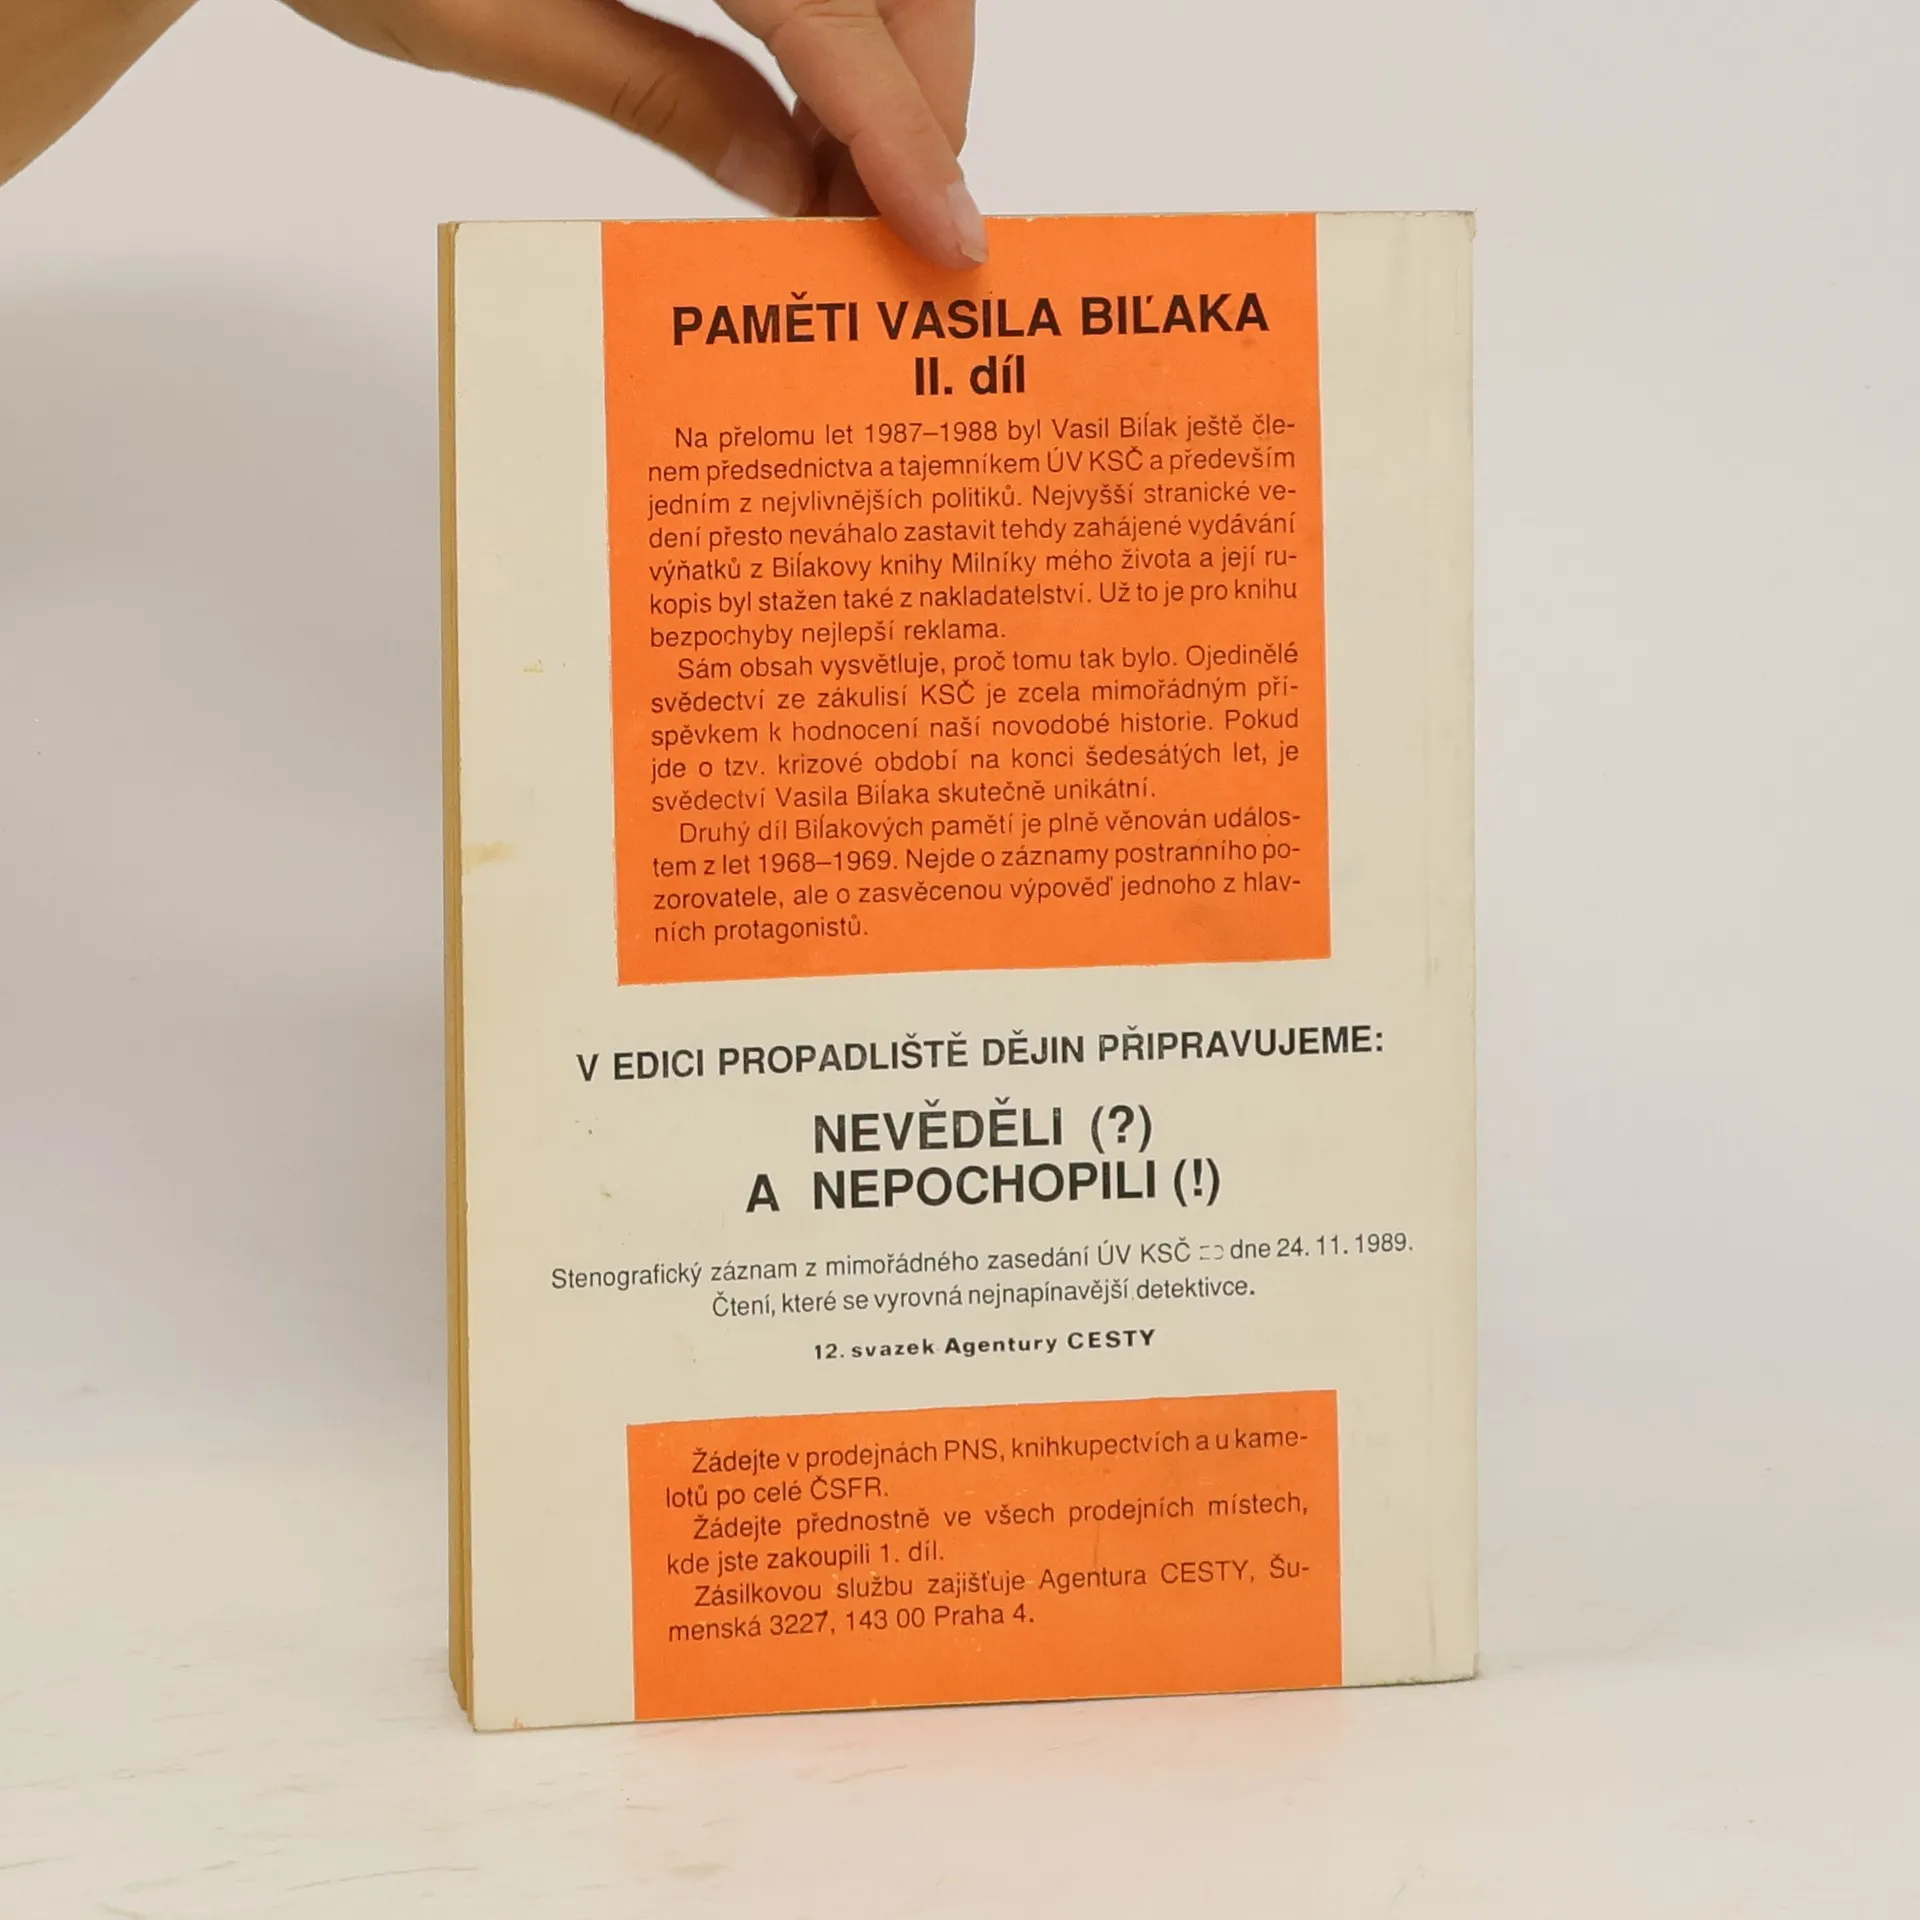 PAMĚTI VASILA BIĽAKA
II. díl
Na přelomu let 1987–1988 byl Vasil Biľak ještě čle-
nem předsednictva a tajemníkem ÚV KSČ a především
jedním z nejvlivnějších politiků. Nejvyšší stranické ve-
dení přesto neváhalo zastavit tehdy zahájené vydávání
výňatků z Biľakovy knihy Milníky mého života a její ru-
kopis byl stažen také z nakladatelství. Už to je pro knihu
bezpochyby nejlepší reklama.
Sám obsah vysvětluje, proč tomu tak bylo. Ojedinělé
svědectví ze zákulisí KSČ je zcela mimořádným pří-
spěvkem k hodnocení naší novodobé historie. Pokud
jde o tzv. krizové období na konci šedesátých let, je
svědectví Vasila Biľaka skutečně unikátní.
Druhý díl Biľakových pamětí je plně věnován událos-
tem z let 1968–1969. Nejde o záznamy postranního po-
zorovatele, ale o zasvěcenou výpověď jednoho z hlav-
ních protagonistů.
V EDICI PROPADLIŠTĚ DĚJIN PŘIPRAVUJEME:
NEVĚDĚLI (?)
A NEPOCHOPILI (!)
Stenografický záznam z mimořádného zasedání ÚV KSČ dne 24. 11. 1989.
Čtení, které se vyrovná nejnapínavější detektivce.
12. svazek Agentury CESTY
Žádejte v prodejnách PNS, knihkupectvích a u kame-
lotů po celé ČSFR.
Žádejte přednostně ve všech prodejních místech,
kde jste zakoupili 1. díl.
Zásilkovou službu zajišťuje Agentura CESTY, Šu-
menská 3227, 143 00 Praha 4.